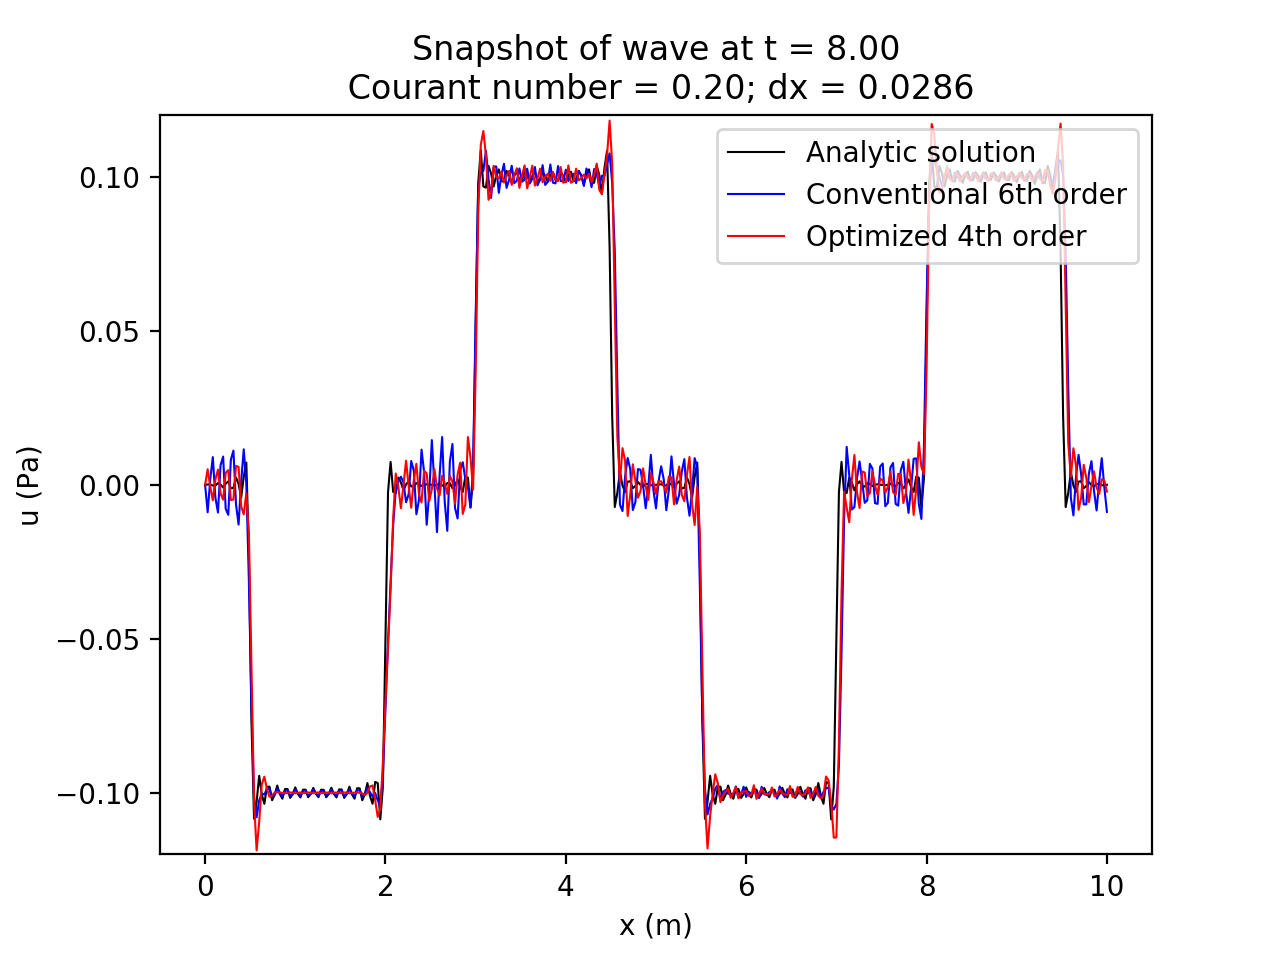 Snapshot of wave at t = 8.00
Courant number = 0.20; dx = 0.0286
Analytic solution
Conventional 6th order
Optimized 4th order
0.10
0.05
0.00
−0.05
−0.10
u (Pa)
0 2 4 6 8 10
x (m)